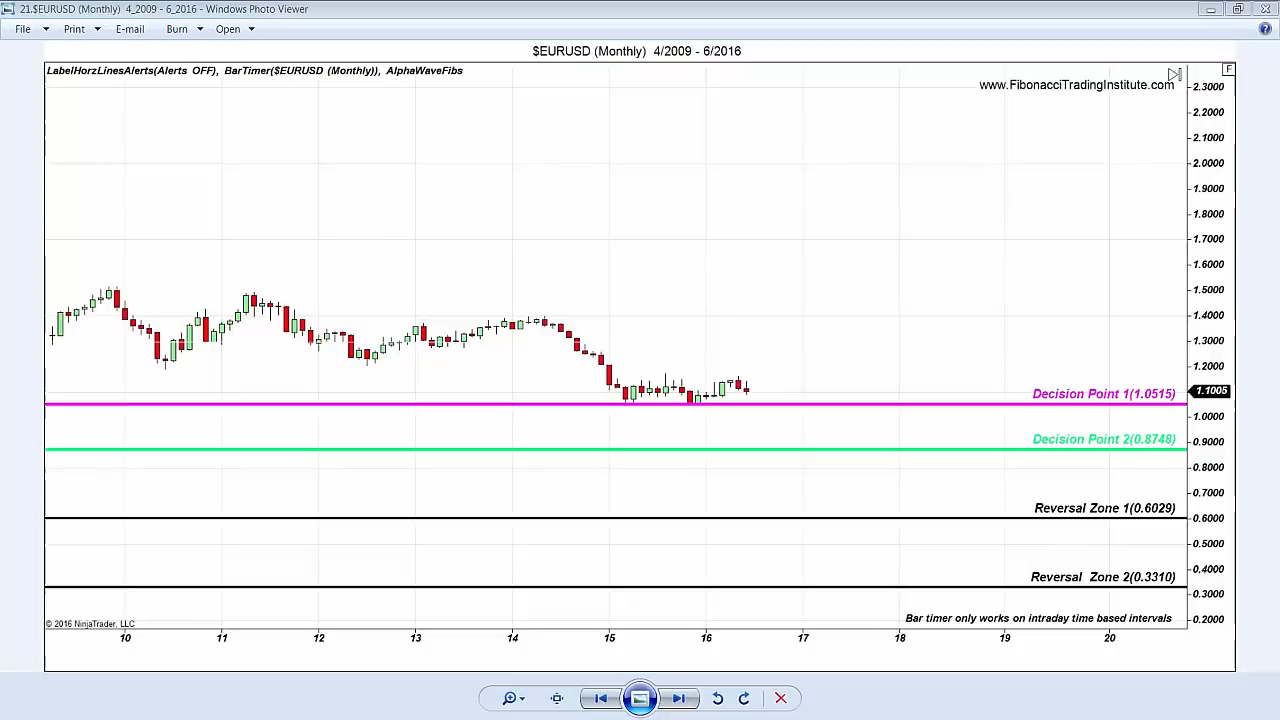 21.$EURUSD (Monthly)  4_2009 - 6_2016 - Windows Photo Viewer
File Print E-mail Burn Open
$EURUSD (Monthly)  4/2009 - 6/2016
LabelHorzLinesAlerts(Alerts OFF), BarTimer($EURUSD (Monthly)), AlphaWaveFibs
F
www.FibonacciTradingInstitute.com
2.3000
2.2000
2.1000
2.0000
1.9000
1.8000
1.7000
1.6000
1.5000
1.4000
1.3000
1.2000
Decision Point 1(1.0515)
1.1005
1.0000
Decision Point 2(0.8748)
0.9000
0.8000
0.7000
Reversal Zone 1(0.6029)
0.6000
0.5000
0.4000
Reversal  Zone 2(0.3310)
0.3000
© 2016 NinjaTrader, LLC
Bar timer only works on intraday time based intervals
0.2000
10 11 12 13 14 15 16 17 18 19 20